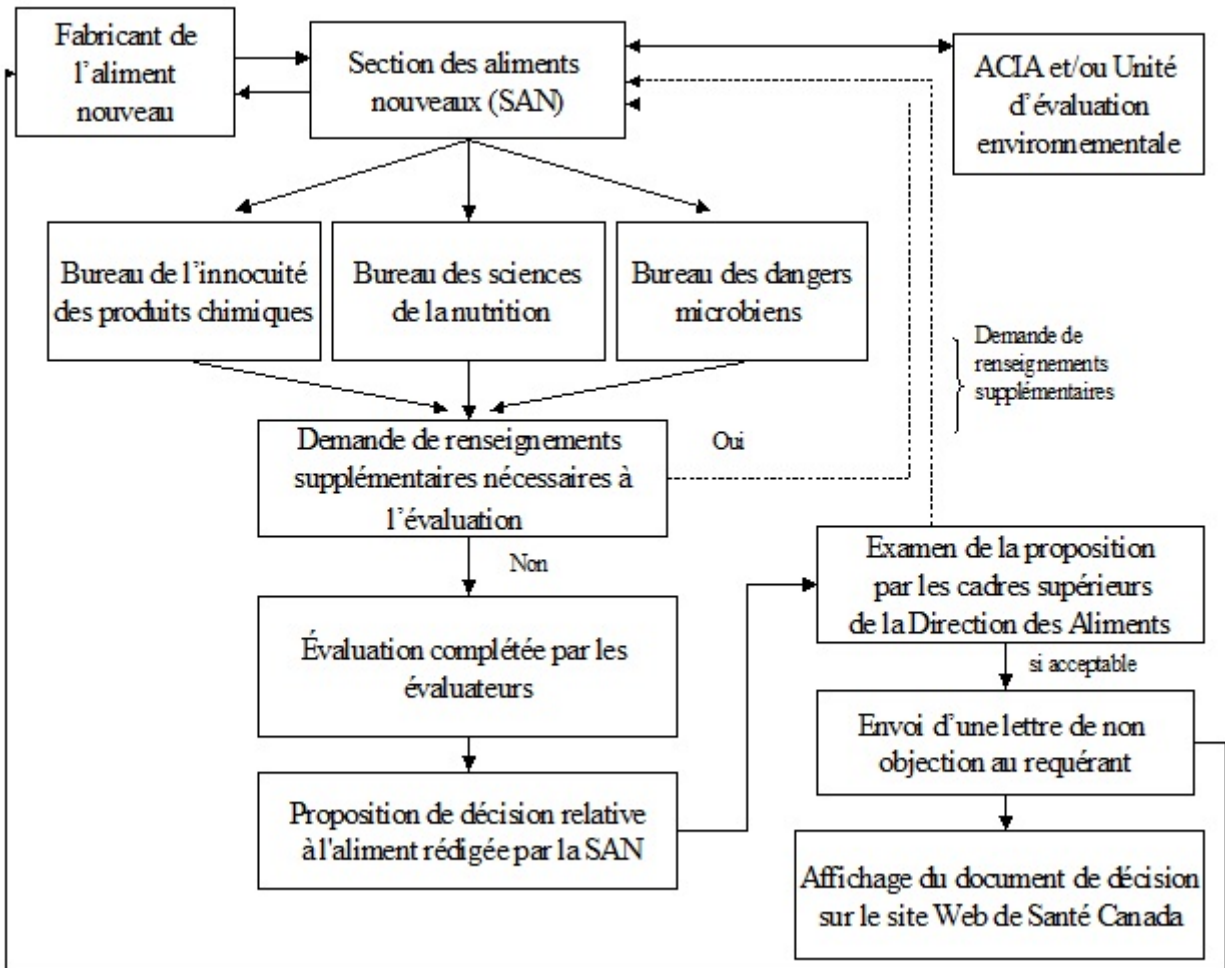 Fabricant de
l'aliment
nouveau
Section des aliments
nouveaux (SAN)
ACIA et/ou Unité
d'évaluation
environnementale
Bureau de l'innocuité
des produits chimiques
Bureau des sciences
de la nutrition
Bureau des dangers
microbiens
Demande de
renseignements
supplémentaires
Demande de renseignements
supplémentaires nécessaires à
l'évaluation
Oui
Non
Examen de la proposition
par les cadres supérieurs
de la Direction des Aliments
si acceptable
Évaluation complétée par les
évaluateurs
Envoi d'une lettre de non
objection au requérant
Proposition de décision relative
à l'aliment rédigée par la SAN
Affichage du document de décision
sur le site Web de Santé Canada